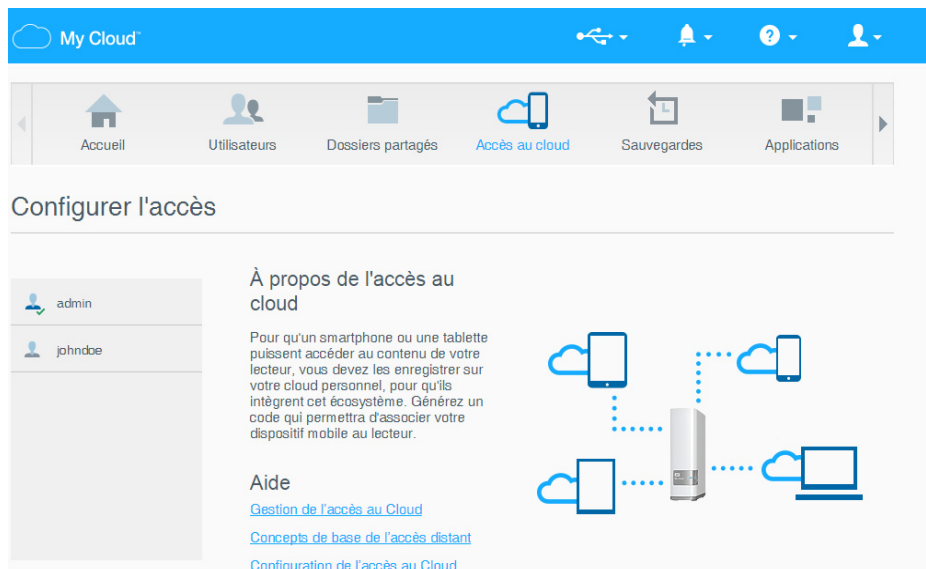 My Cloud™
Accueil
Utilisateurs
Dossiers partagés
Accès au cloud
Sauvegardes
Applications
Configurer l'accès
admin
johndoe
À propos de l'accès au
cloud
Pour qu'un smartphone ou une tablette
puissent accéder au contenu de votre
lecteur, vous devez les enregistrer sur
votre cloud personnel, pour qu'ils
intègrent cet écosystème. Générez un
code qui permettra d'associer votre
dispositif mobile au lecteur.
Aide
Gestion de l'accès au Cloud
Concepts de base de l'accès distant
Configuration de l'accès au Cloud